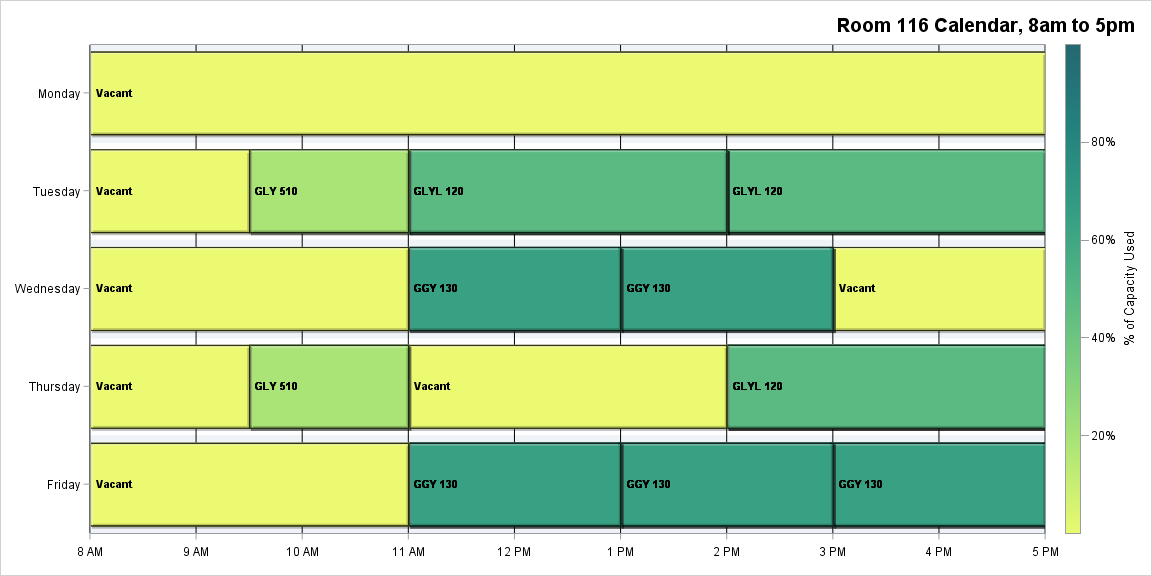 Room 116 Calendar, 8am to 5pm
Monday
Vacant
Tuesday
Vacant
GLY 510
GLYL 120
GLYL 120
Wednesday
Vacant
GGY 130
GGY 130
Vacant
Thursday
Vacant
GLY 510
Vacant
GLYL 120
Friday
Vacant
GGY 130
GGY 130
GGY 130
8 AM
9 AM
10 AM
11 AM
12 PM
1 PM
2 PM
3 PM
4 PM
5 PM
80%
60%
40%
20%
% of Capacity Used